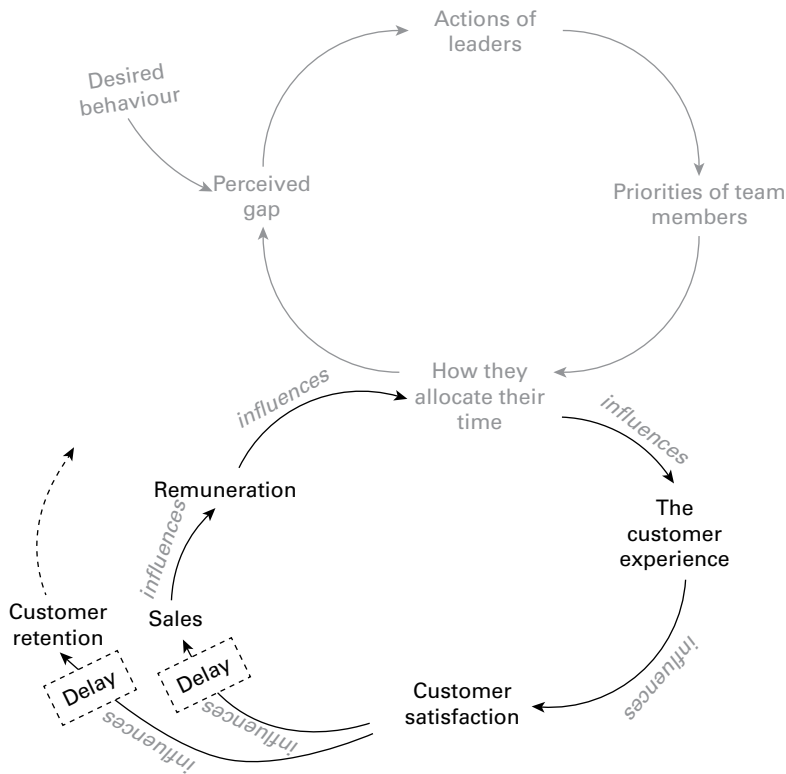 Actions of
leaders
Desired
behaviour
Perceived
gap
Priorities of team
members
How they
allocate their
time
influences
influences
Remuneration
The
customer
experience
influences
Customer
retention
Sales
Delay
Delay
Customer
satisfaction
influences
influences
influences